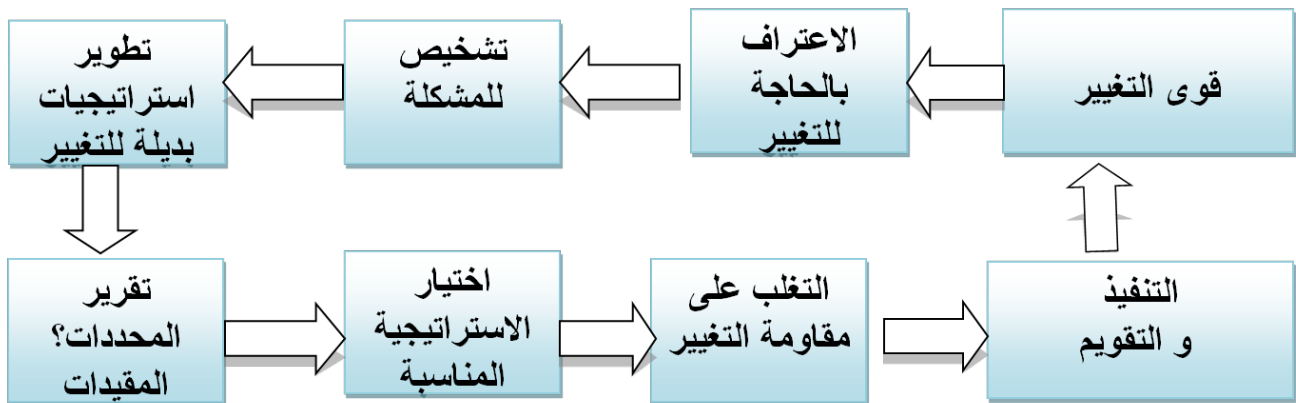 قوى التغيير
الاعتراف
بالحاجة
للتغيير
تشخيص
للمشكلة
تطوير
استراتيجيات
بديلة للتغيير
تقرير
المحددات؟
المقيدات
اختيار
الاستراتيجية
المناسبة
التغلب على
مقاومة التغيير
التنفيذ
و التقويم